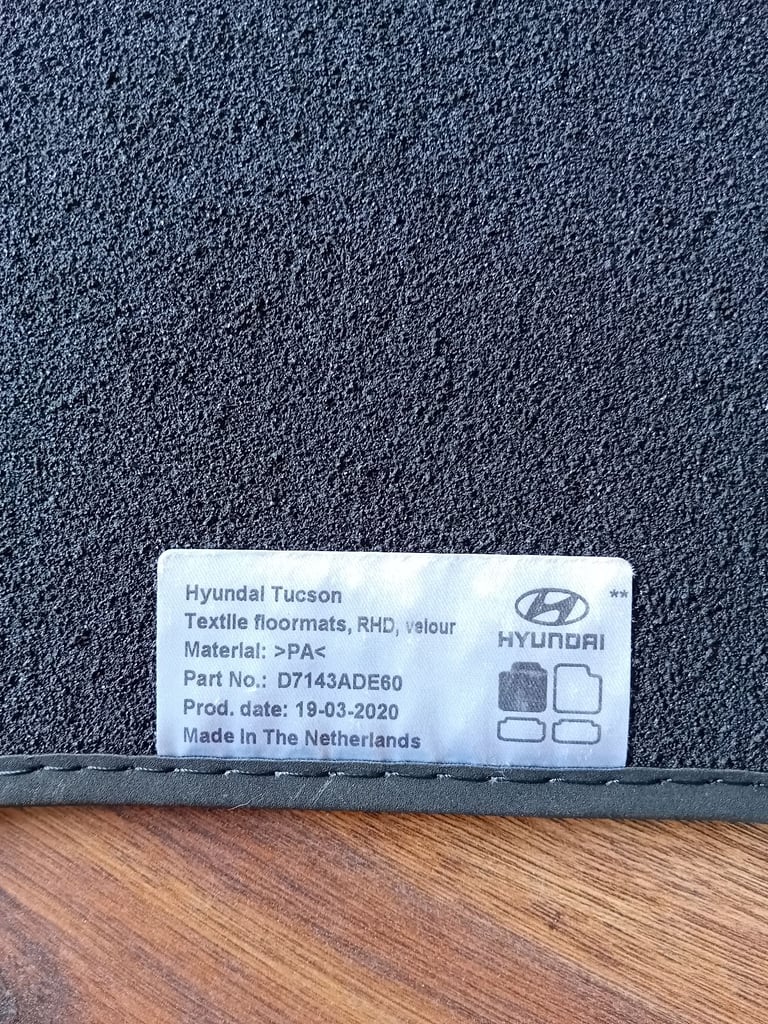 Hyundai Tucson
Textile floormats, RHD, velour
Material: >PA<
Part No.: D7143ADE60
Prod. date: 19-03-2020
Made In The Netherlands
**
HYUNDAI